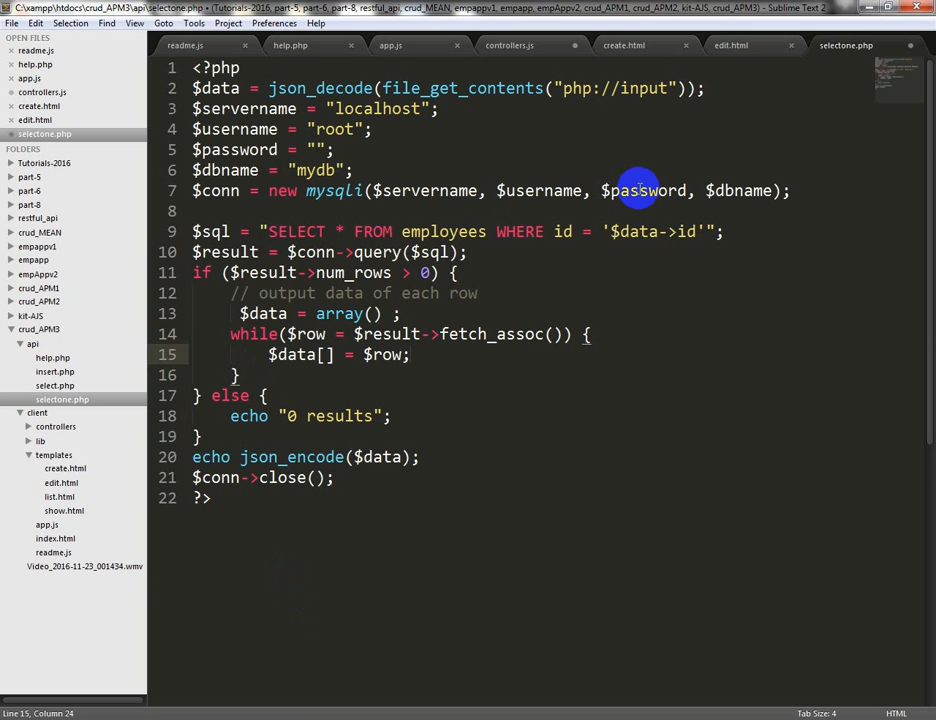 C:\xampp\htdocs\crud_APM3\api\selectone.php • (Tutorials-2016, part-5, part-6, part-8, restful_api, crud_MEAN, empappv1, empapp, empAppv2, crud_APM1, crud_APM2, kit-AJS, crud_APM3) - Sublime Text 2
File Edit Selection Find View Goto Tools Project Preferences Help
OPEN FILES
readme.js
help.php
app.js
controllers.js
create.html
edit.html
selectone.php
FOLDERS
Tutorials-2016
part-5
part-6
part-8
restful_api
crud_MEAN
empappv1
empapp
empAppv2
crud_APM1
crud_APM2
kit-AJS
crud_APM3
api
help.php
insert.php
select.php
selectone.php
client
controllers
lib
templates
create.html
edit.html
list.html
show.html
app.js
index.html
readme.js
Video_2016-11-23_001434.wmv
readme.js help.php app.js controllers.js create.html edit.html selectone.php
1 <?php
2 $data = json_decode(file_get_contents("php://input"));
3 $servername = "localhost";
4 $username = "root";
5 $password = "";
6 $dbname = "mydb";
7 $conn = new mysqli($servername, $username, $password, $dbname);
8
9 $sql = "SELECT * FROM employees WHERE id = '$data->id'";
10 $result = $conn->query($sql);
11 if ($result->num_rows > 0) {
12 // output data of each row
13 $data = array() ;
14 while($row = $result->fetch_assoc()) {
15 $data[] = $row;
16 }
17 } else {
18 echo "0 results";
19 }
20 echo json_encode($data);
21 $conn->close();
22 ?>
Line 15, Column 24 Tab Size: 4 HTML